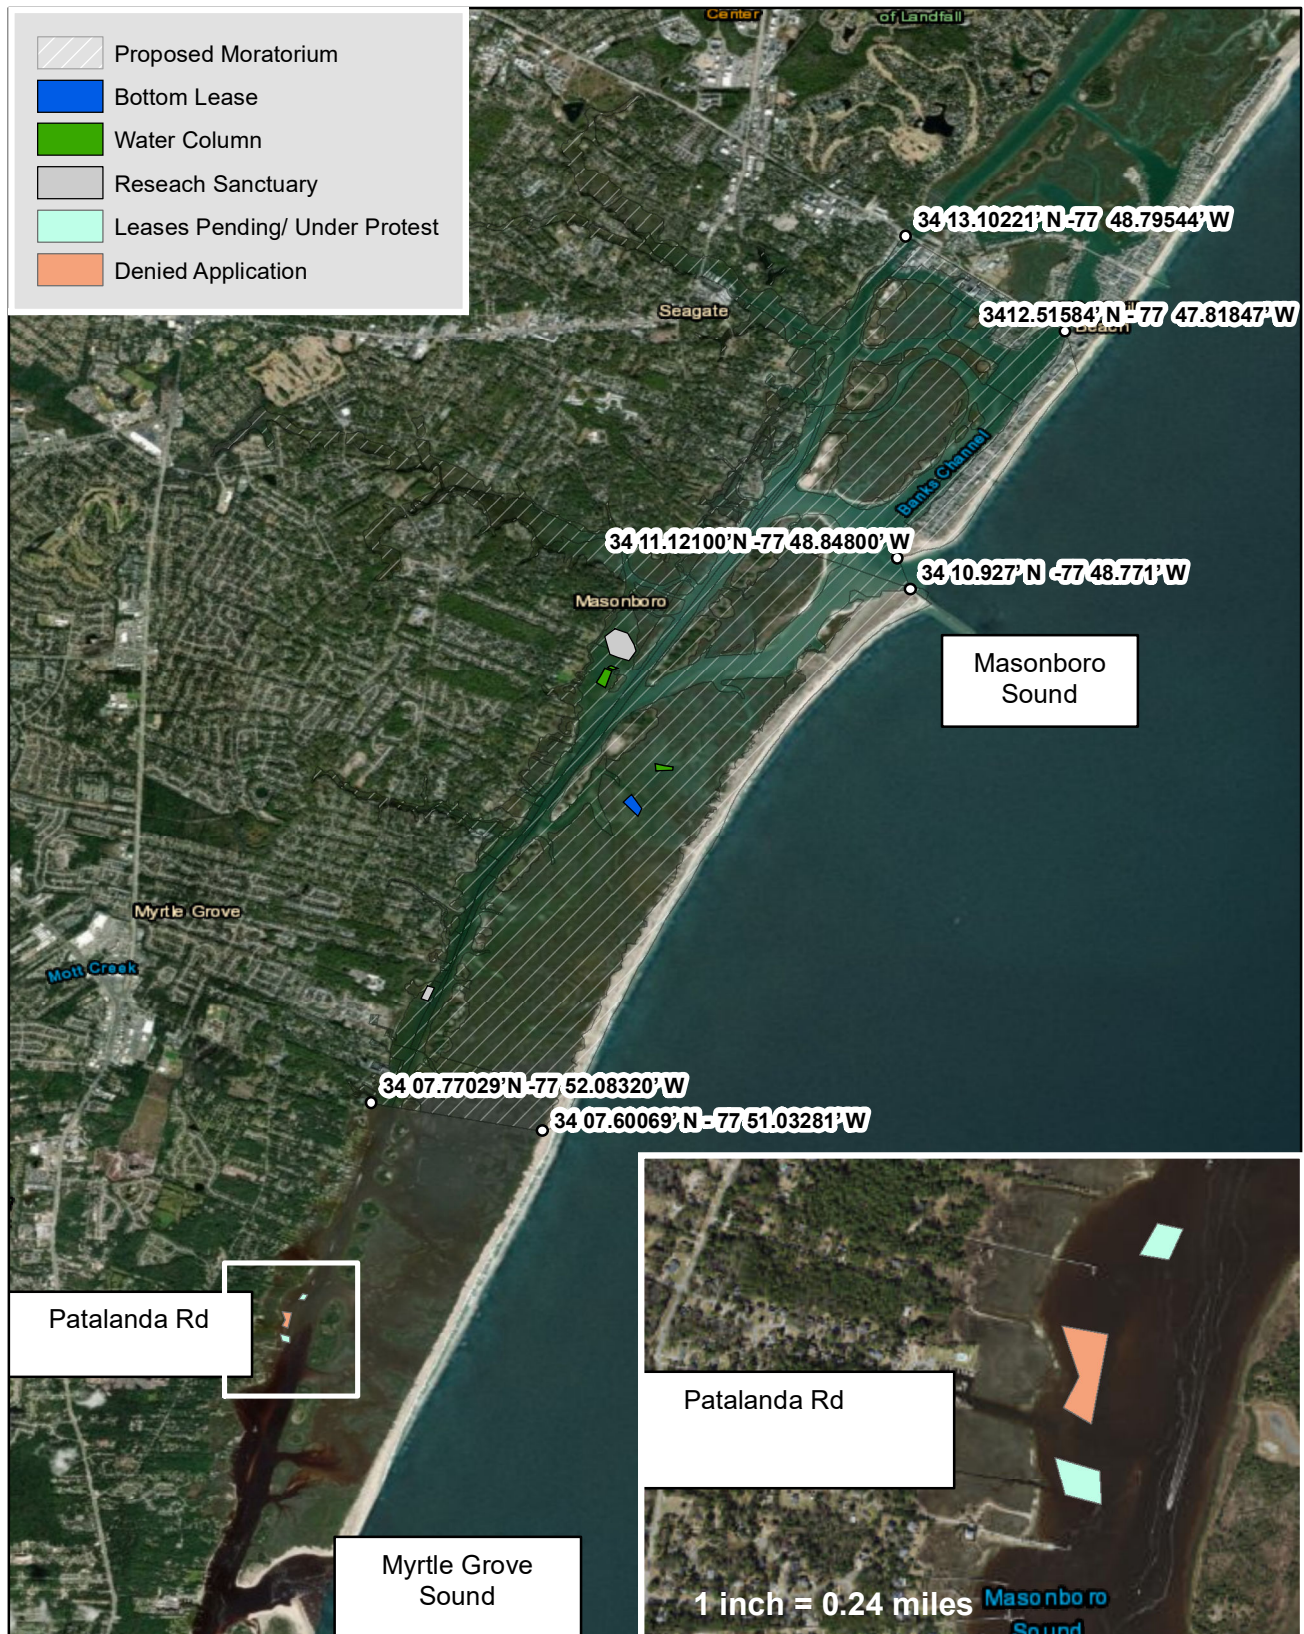 Proposed Moratorium
Bottom Lease
Water Column
Reseach Sanctuary
Leases Pending/ Under Protest
Denied Application
Center
of Landfall
34 13.10221' N -77 48.79544' W
Seagate
3412.51584' N - 77 47.81847' W
Beach
Banks Channel
34 11.12100'N -77 48.84800' W
34 10.927' N -77 48.771' W
Masonboro
Masonboro
Sound
Myrtle Grove
Mott Creek
34 07.77029'N -77 52.08320' W
34 07.60069' N - 77 51.03281' W
Patalanda Rd
Patalanda Rd
Myrtle Grove
Sound
1 inch = 0.24 miles
Masonboro
Sound